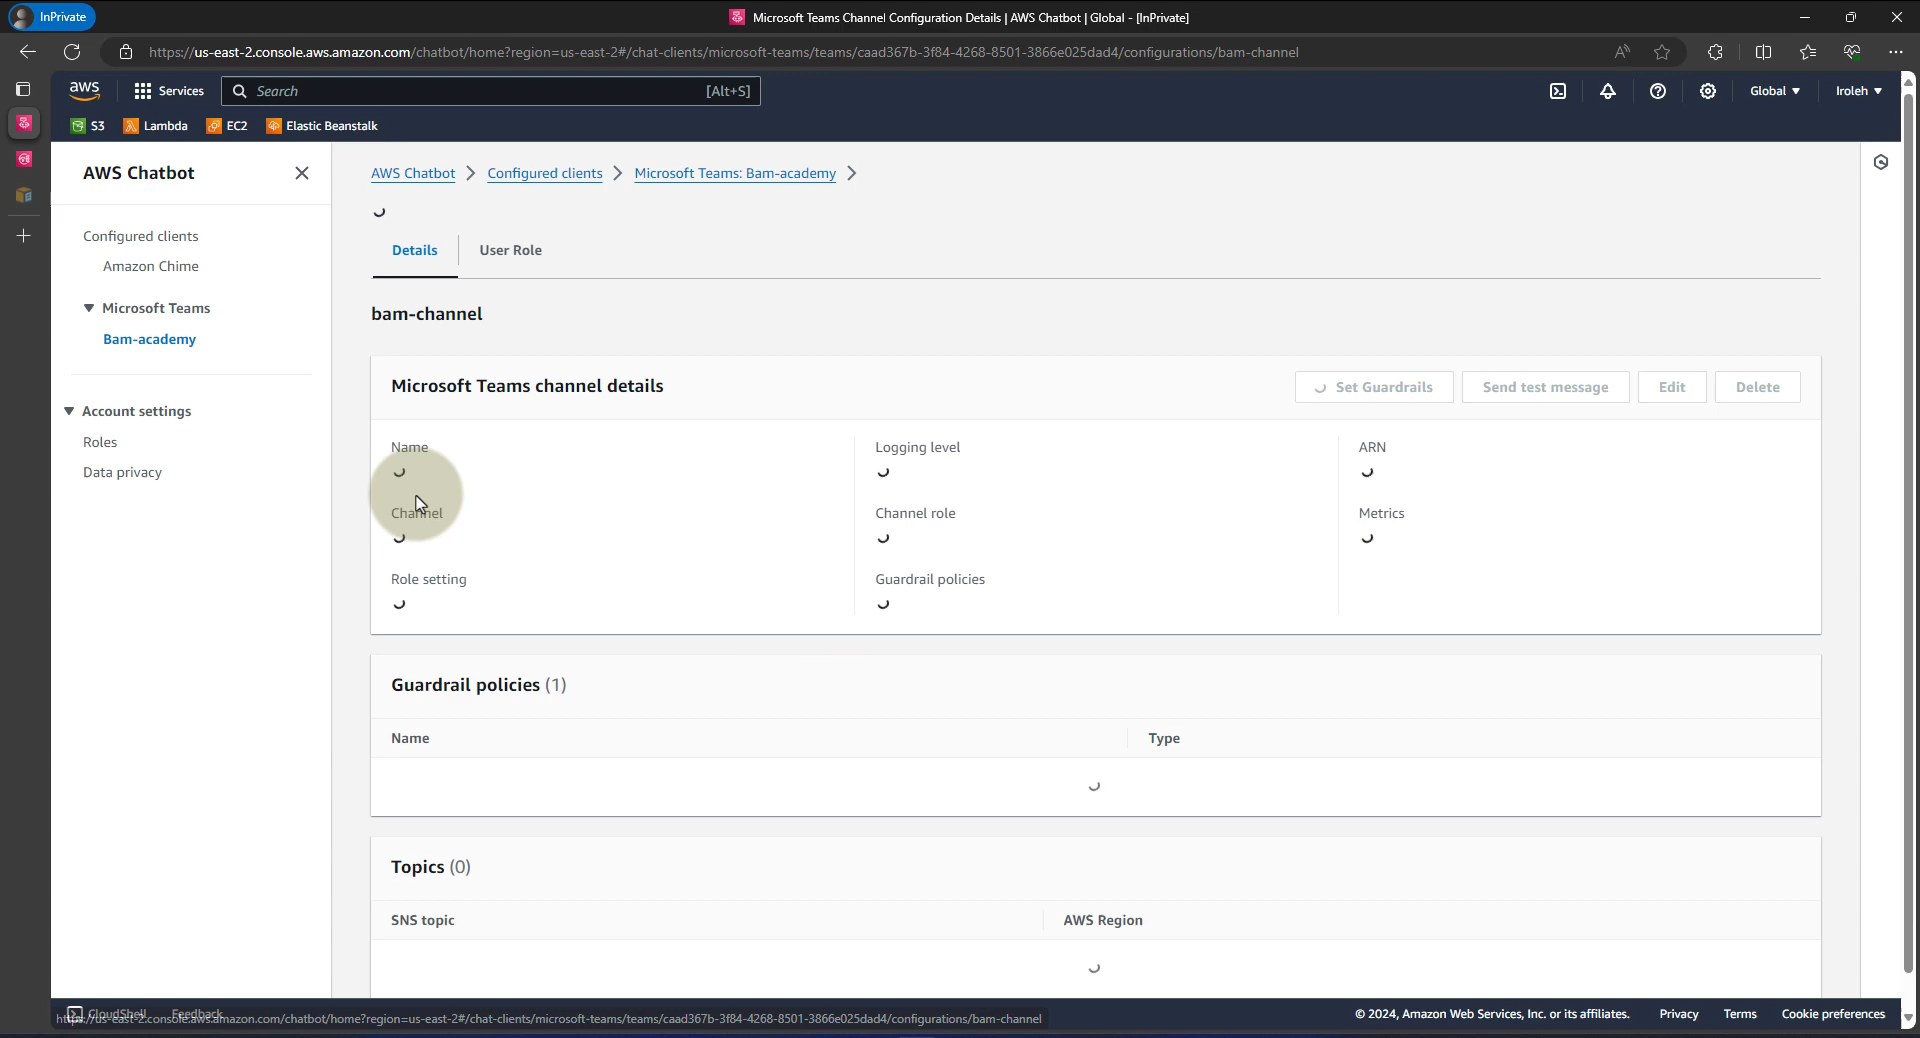 InPrivate
Microsoft Teams Channel Configuration Details | AWS Chatbot | Global - [InPrivate]
https://us-east-2.console.aws.amazon.com/chatbot/home?region=us-east-2#/chat-clients/microsoft-teams/teams/caad367b-3f84-4268-8501-3866e025dad4/configurations/bam-channel
aws
Services
Search
[Alt+S]
Global
Iroleh
S3
Lambda
EC2
Elastic Beanstalk
AWS Chatbot
Configured clients
Amazon Chime
Microsoft Teams
Bam-academy
Account settings
Roles
Data privacy
AWS Chatbot > Configured clients > Microsoft Teams: Bam-academy >
Details
User Role
bam-channel
Microsoft Teams channel details
Set Guardrails
Send test message
Edit
Delete
Name
Logging level
ARN
Channel
Channel role
Metrics
Role setting
Guardrail policies
Guardrail policies (1)
Name
Type
Topics (0)
SNS topic
AWS Region
CloudShell
Feedback
https://us-east-2.console.aws.amazon.com/chatbot/home?region=us-east-2#/chat-clients/microsoft-teams/teams/caad367b-3f84-4268-8501-3866e025dad4/configurations/bam-channel
© 2024, Amazon Web Services, Inc. or its affiliates.
Privacy
Terms
Cookie preferences